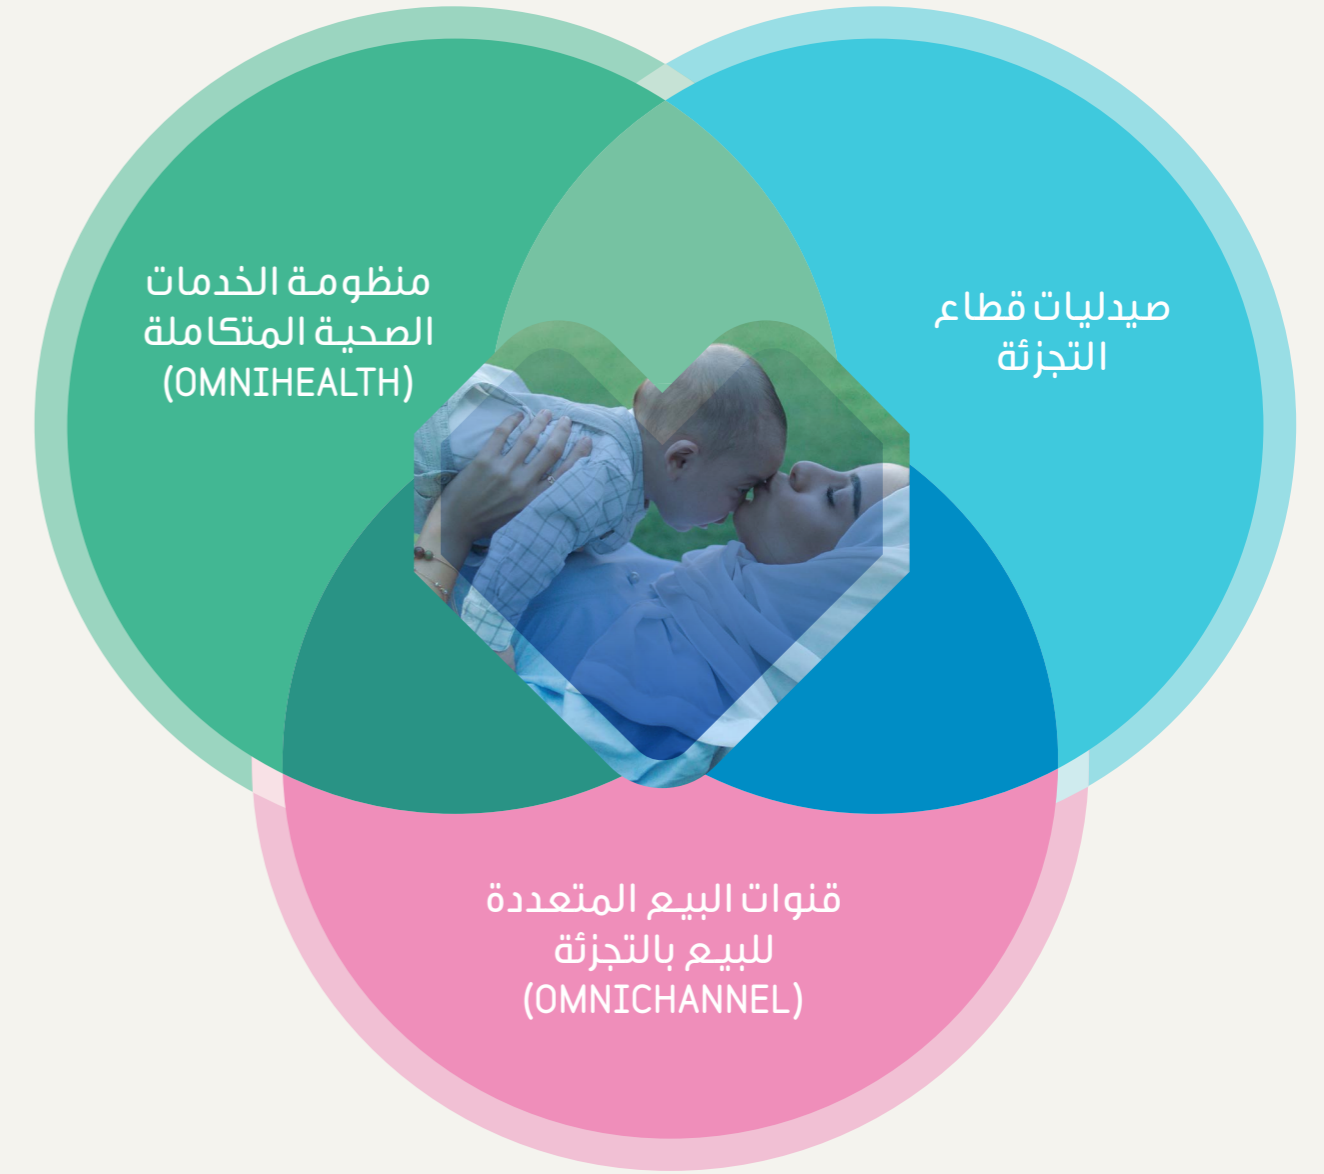 صيدليات قطاع
التجزئة
منظومة الخدمات
الصحية المتكاملة
(OMNIHEALTH)
قنوات البيع المتعددة
للبيع بالتجزئة
(OMNICHANNEL)